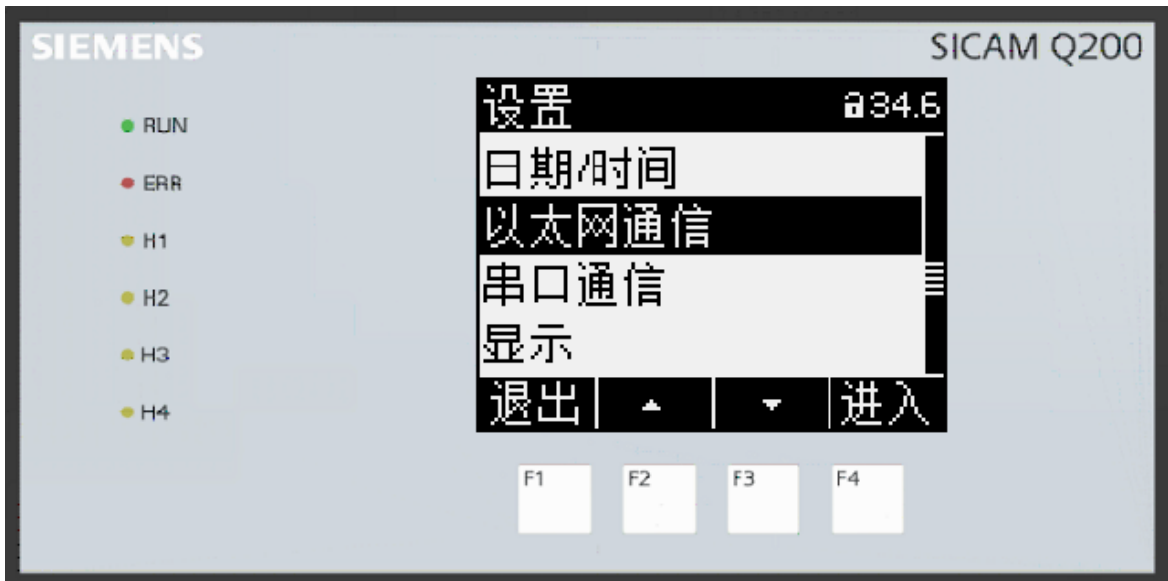 SIEMENS
SICAM Q200
RUN
ERR
H1
H2
H3
H4
设置 34.6
日期/时间
以太网通信
串口通信
显示
退出 进入
F1 F2 F3 F4